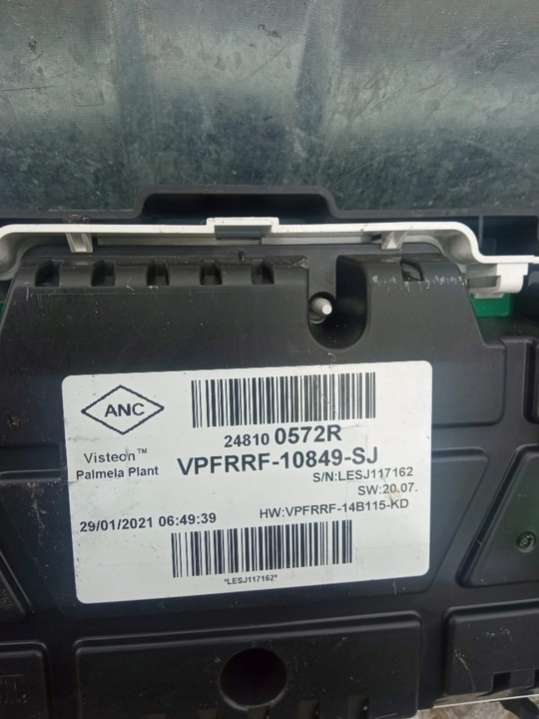 ANC
Visteon™
Palmela Plant
24810 0572R
VPFRRF-10849-SJ
S/N:LESJ117162
SW:20.07.
29/01/2021 06:49:39
HW:VPFRRF-14B115-KD
*LESJ117162*